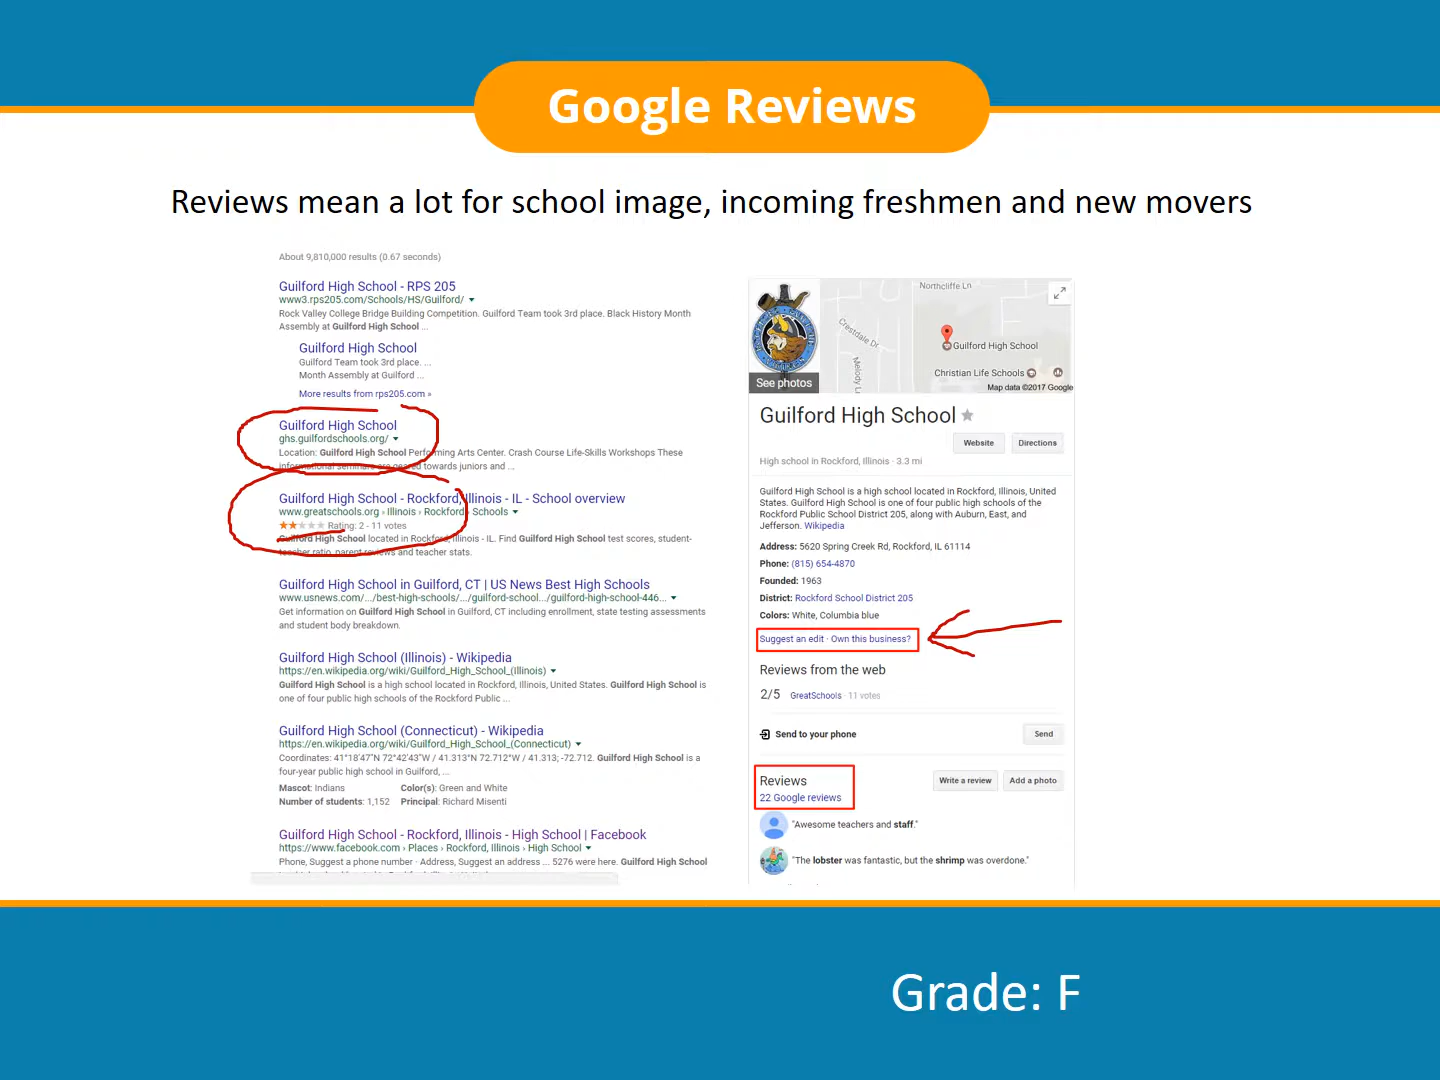 Google Reviews
Reviews mean a lot for school image, incoming freshmen and new movers
About 9,810,000 results (0.67 seconds)
Guilford High School - RPS 205
www3.rps205.com/Schools/HS/Guilford/
Rock Valley College Bridge Building Competition. Guilford Team took 3rd place. Black History Month
Assembly at Guilford High School ...
Guilford High School
Guilford Team took 3rd place. ...
Month Assembly at Guilford ...
More results from rps205.com »
Guilford High School
ghs.guilfordschools.org/
Location: Guilford High School Performing Arts Center. Crash Course Life-Skills Workshops These
informational seminars are geared towards juniors and ...
Guilford High School - Rockford, Illinois - IL - School overview
www.greatschools.org › Illinois › Rockford › Schools
Rating: 2 - 11 votes
Guilford High School located in Rockford, Illinois - IL. Find Guilford High School test scores, student-
teacher ratio, parent reviews and teacher stats.
Guilford High School in Guilford, CT | US News Best High Schools
www.usnews.com/.../best-high-schools/.../guilford-school.../guilford-high-school-446...
Get information on Guilford High School in Guilford, CT including enrollment, state testing assessments
and student body breakdown.
Guilford High School (Illinois) - Wikipedia
https://en.wikipedia.org/wiki/Guilford_High_School_(Illinois)
Guilford High School is a high school located in Rockford, Illinois, United States. Guilford High School is
one of four public high schools of the Rockford Public ...
Guilford High School (Connecticut) - Wikipedia
https://en.wikipedia.org/wiki/Guilford_High_School_(Connecticut)
Coordinates: 41°18′47″N 72°42′43″W / 41.313°N 72.712°W / 41.313; -72.712. Guilford High School is a
four-year public high school in Guilford, ...
Mascot: Indians Color(s): Green and White
Number of students: 1,152 Principal: Richard Misenti
Guilford High School - Rockford, Illinois - High School | Facebook
https://www.facebook.com › Places › Rockford, Illinois › High School
Phone, Suggest a phone number · Address, Suggest an address ... 5276 were here. Guilford High School
Northcliffe Ln
Crestdale Dr
Melody L
Guilford High School
Christian Life Schools
See photos
Map data ©2017 Google
Guilford High School
Website Directions
High school in Rockford, Illinois · 3.3 mi
Guilford High School is a high school located in Rockford, Illinois, United
States. Guilford High School is one of four public high schools of the
Rockford Public School District 205, along with Auburn, East, and
Jefferson. Wikipedia
Address: 5620 Spring Creek Rd, Rockford, IL 61114
Phone: (815) 654-4870
Founded: 1963
District: Rockford School District 205
Colors: White, Columbia blue
Suggest an edit · Own this business?
Reviews from the web
2/5 GreatSchools · 11 votes
Send to your phone Send
Reviews Write a review Add a photo
22 Google reviews
"Awesome teachers and staff."
"The lobster was fantastic, but the shrimp was overdone."
Grade: F